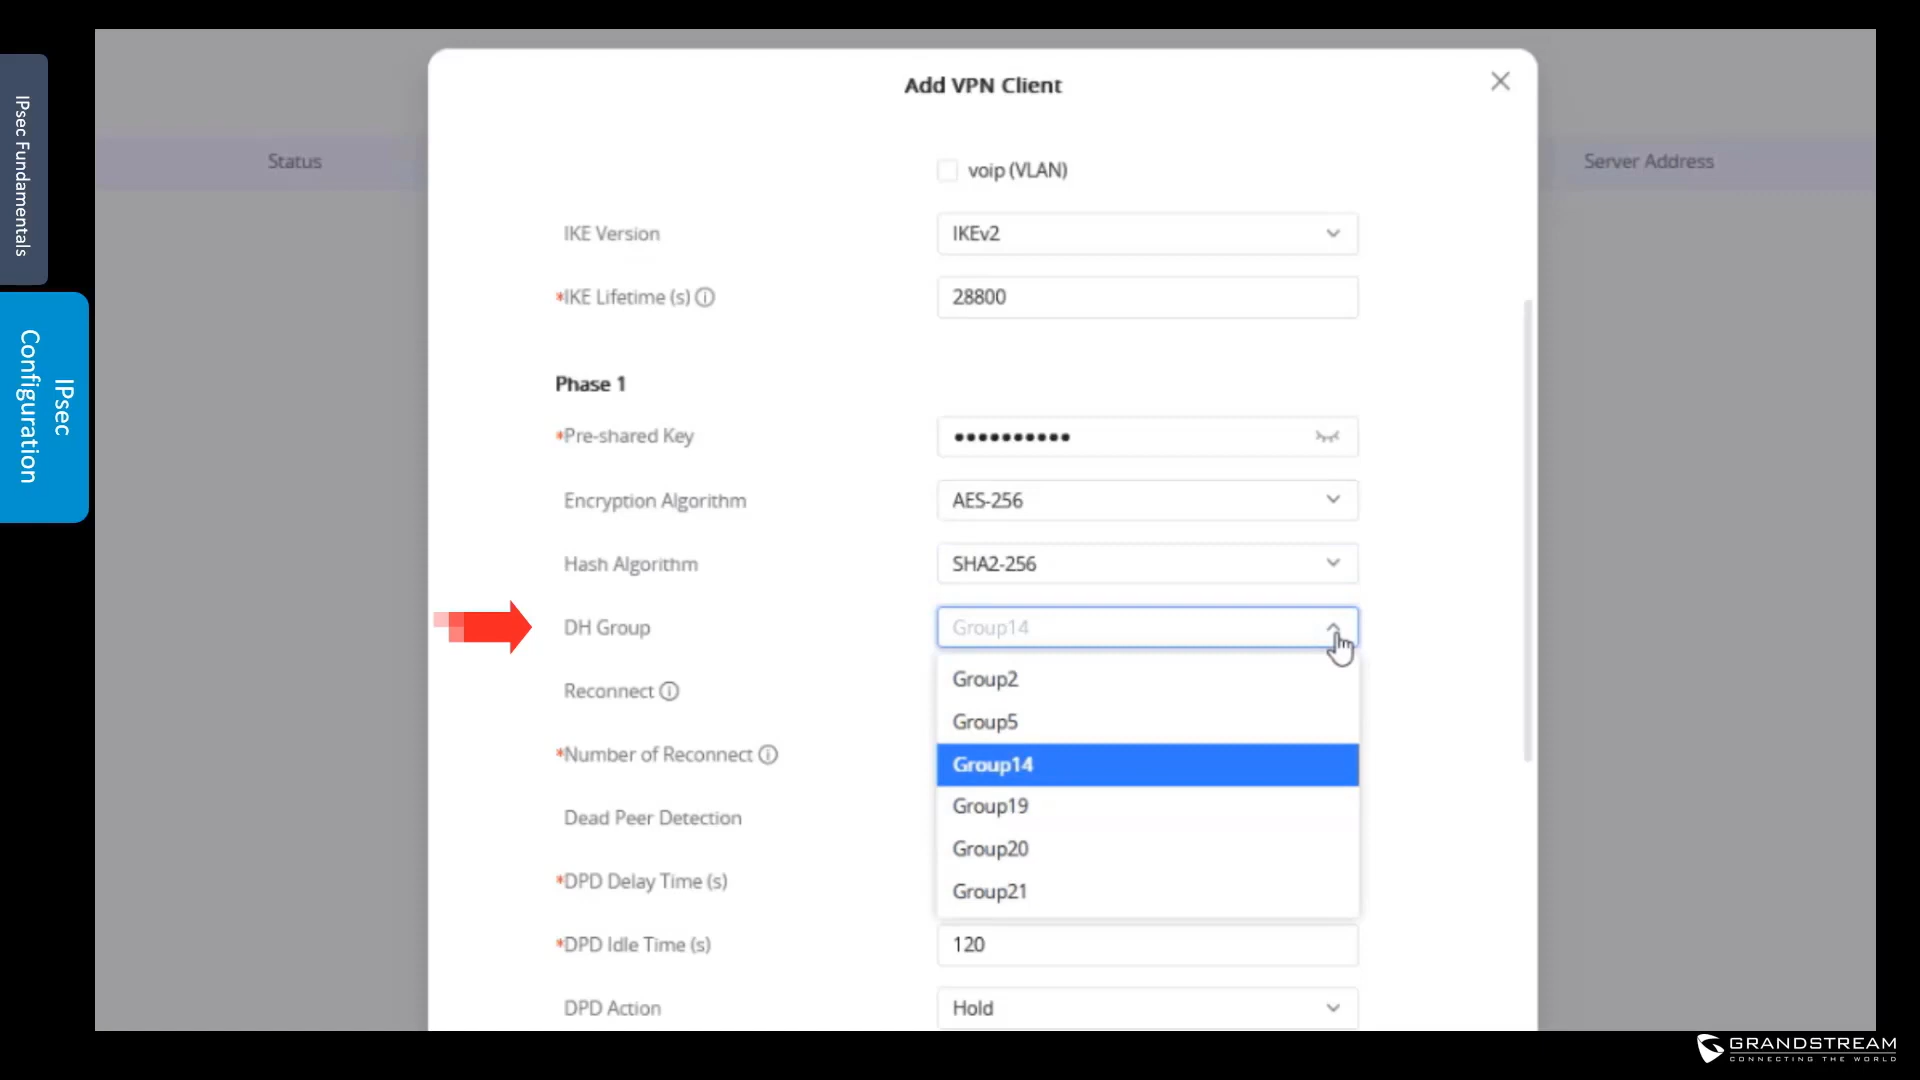 IPsec Fundamentals
IPsec
Configuration
Add VPN Client
Status
Server Address
voip (VLAN)
IKE Version
IKEv2
*IKE Lifetime (s)
28800
Phase 1
*Pre-shared Key
••••••••••
Encryption Algorithm
AES-256
Hash Algorithm
SHA2-256
DH Group
Group14
Group2
Group5
Reconnect
Group14
*Number of Reconnect
Group19
Dead Peer Detection
Group20
*DPD Delay Time (s)
Group21
*DPD Idle Time (s)
120
DPD Action
Hold
GRANDSTREAM
CONNECTING THE WORLD